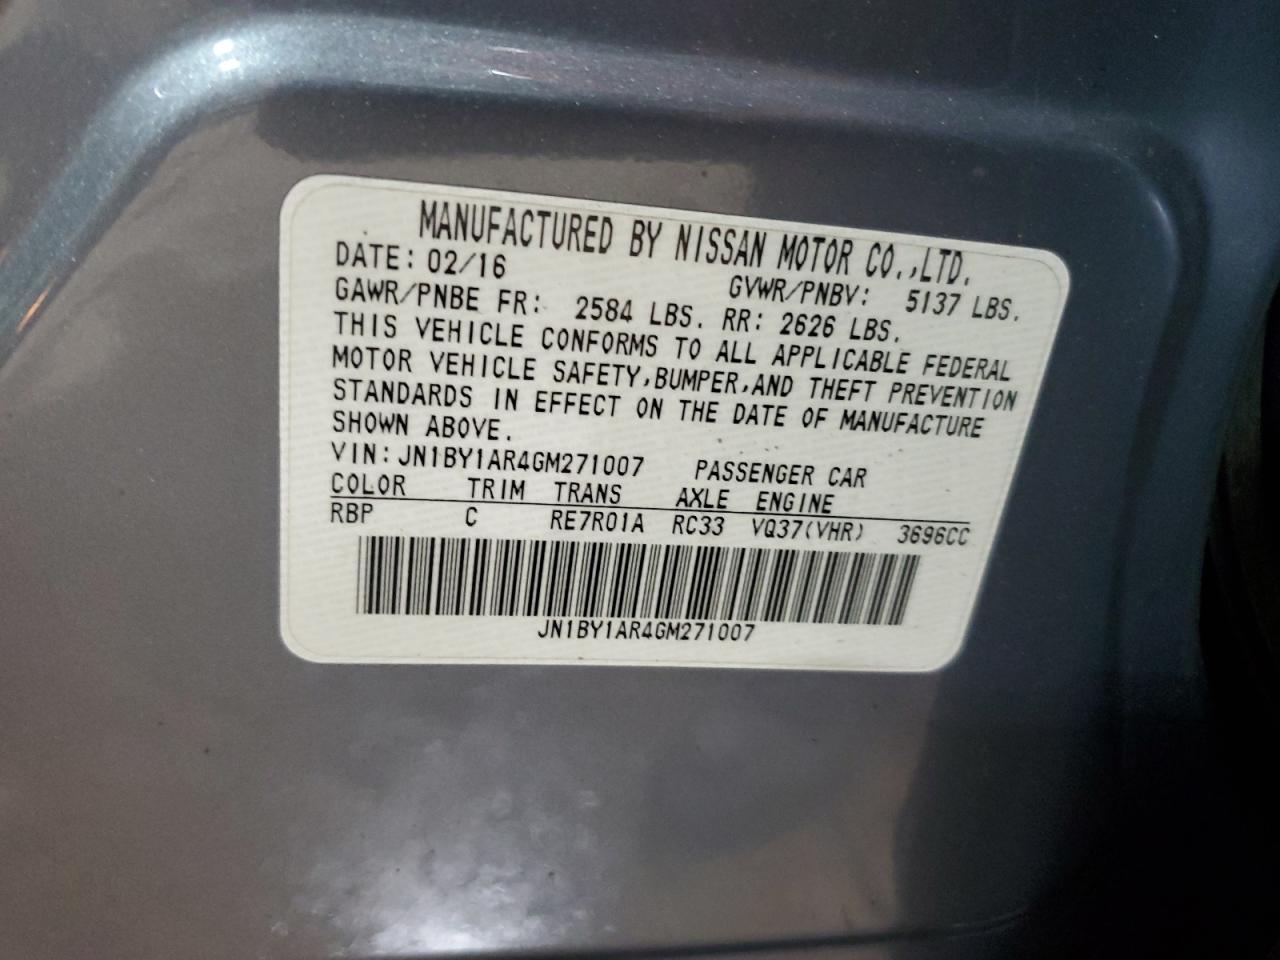 MANUFACTURED BY NISSAN MOTOR CO.,LTD.
DATE: 02/16 GVWR/PNBV: 5137 LBS.
GAWR/PNBE FR: 2584 LBS. RR: 2626 LBS.
THIS VEHICLE CONFORMS TO ALL APPLICABLE FEDERAL
MOTOR VEHICLE SAFETY,BUMPER,AND THEFT PREVENTION
STANDARDS IN EFFECT ON THE DATE OF MANUFACTURE
SHOWN ABOVE.
VIN: JN1BY1AR4GM271007 PASSENGER CAR
COLOR TRIM TRANS AXLE ENGINE
RBP C RE7R01A RC33 VQ37(VHR) 3696CC
JN1BY1AR4GM271007